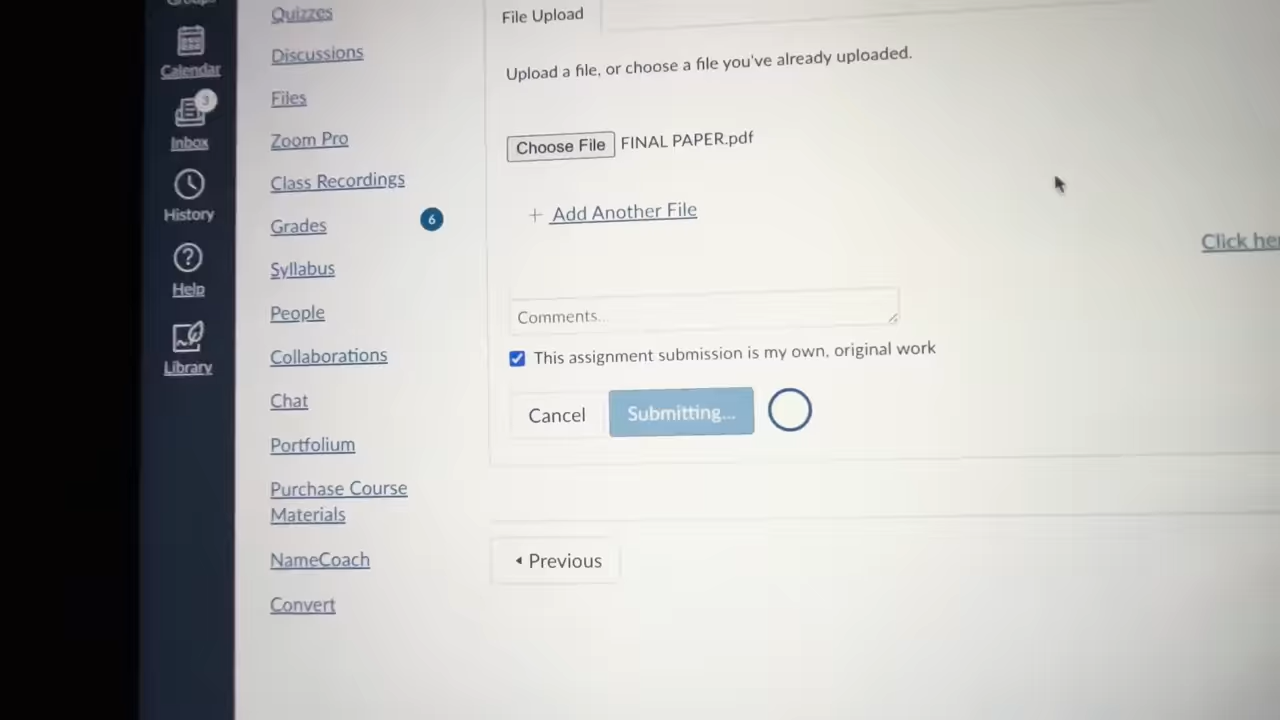 Calendar
3
Inbox
History
Help
Library
Quizzes
Discussions
Files
Zoom Pro
Class Recordings
Grades
6
Syllabus
People
Collaborations
Chat
Portfolium
Purchase Course
Materials
NameCoach
Convert
File Upload
Upload a file, or choose a file you've already uploaded.
Choose File FINAL PAPER.pdf
+ Add Another File
Click
Comments...
This assignment submission is my own, original work
Cancel
Submitting...
Previous